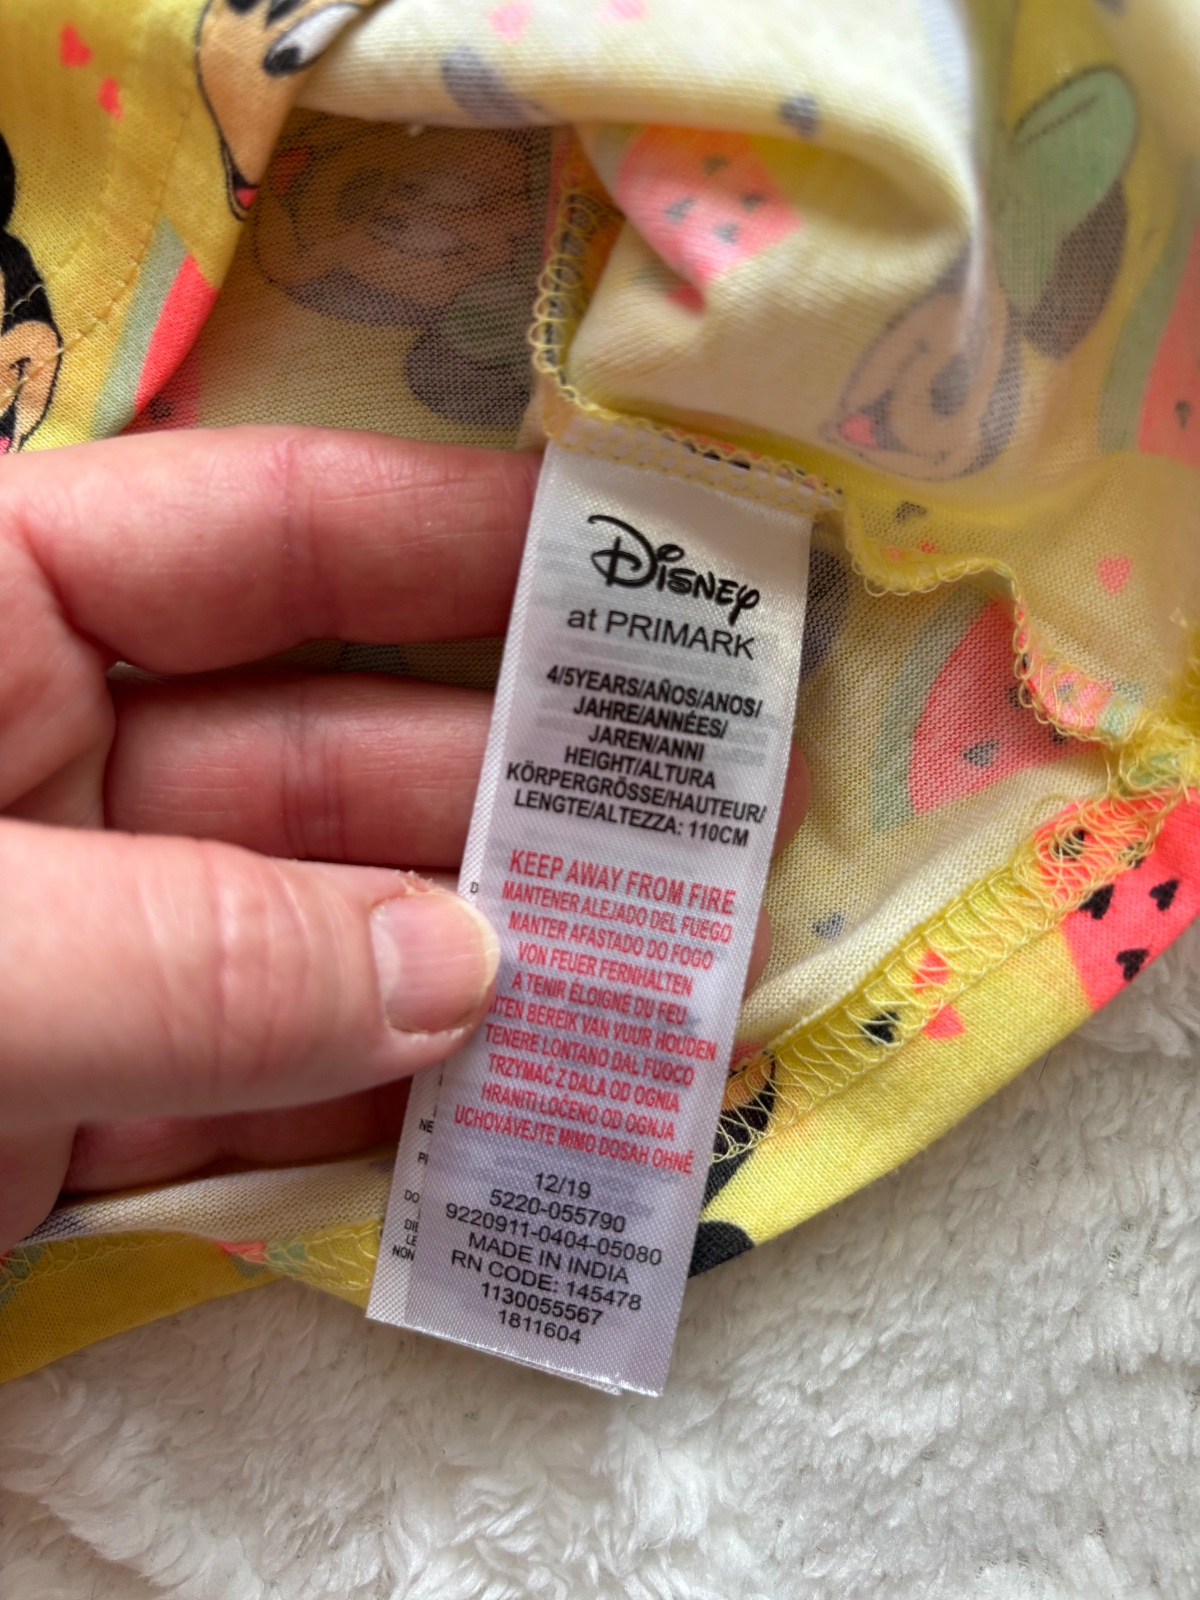 Disney
at PRIMARK
4/5YEARS/AÑOS/ANOS/
JAHRE/ANNÉES/
JAREN/ANNI
HEIGHT/ALTURA
KÖRPERGRÖSSE/HAUTEUR/
LENGTE/ALTEZZA: 110CM
KEEP AWAY FROM FIRE
MANTENER ALEJADO DEL FUEGO
MANTER AFASTADO DO FOGO
VON FEUER FERNHALTEN
A TENIR ÉLOIGNÉ DU FEU
BEREIK VAN VUUR HOUDEN
TENERE LONTANO DAL FUOCO
TRZYMAĆ Z DALA OD OGNIA
HRANITI LOČENO OD OGNJA
UCHOVÁVEJTE MIMO DOSAH OHNĚ
12/19
5220-055790
9220911-0404-05080
MADE IN INDIA
RN CODE: 145478
1130055567
1811604